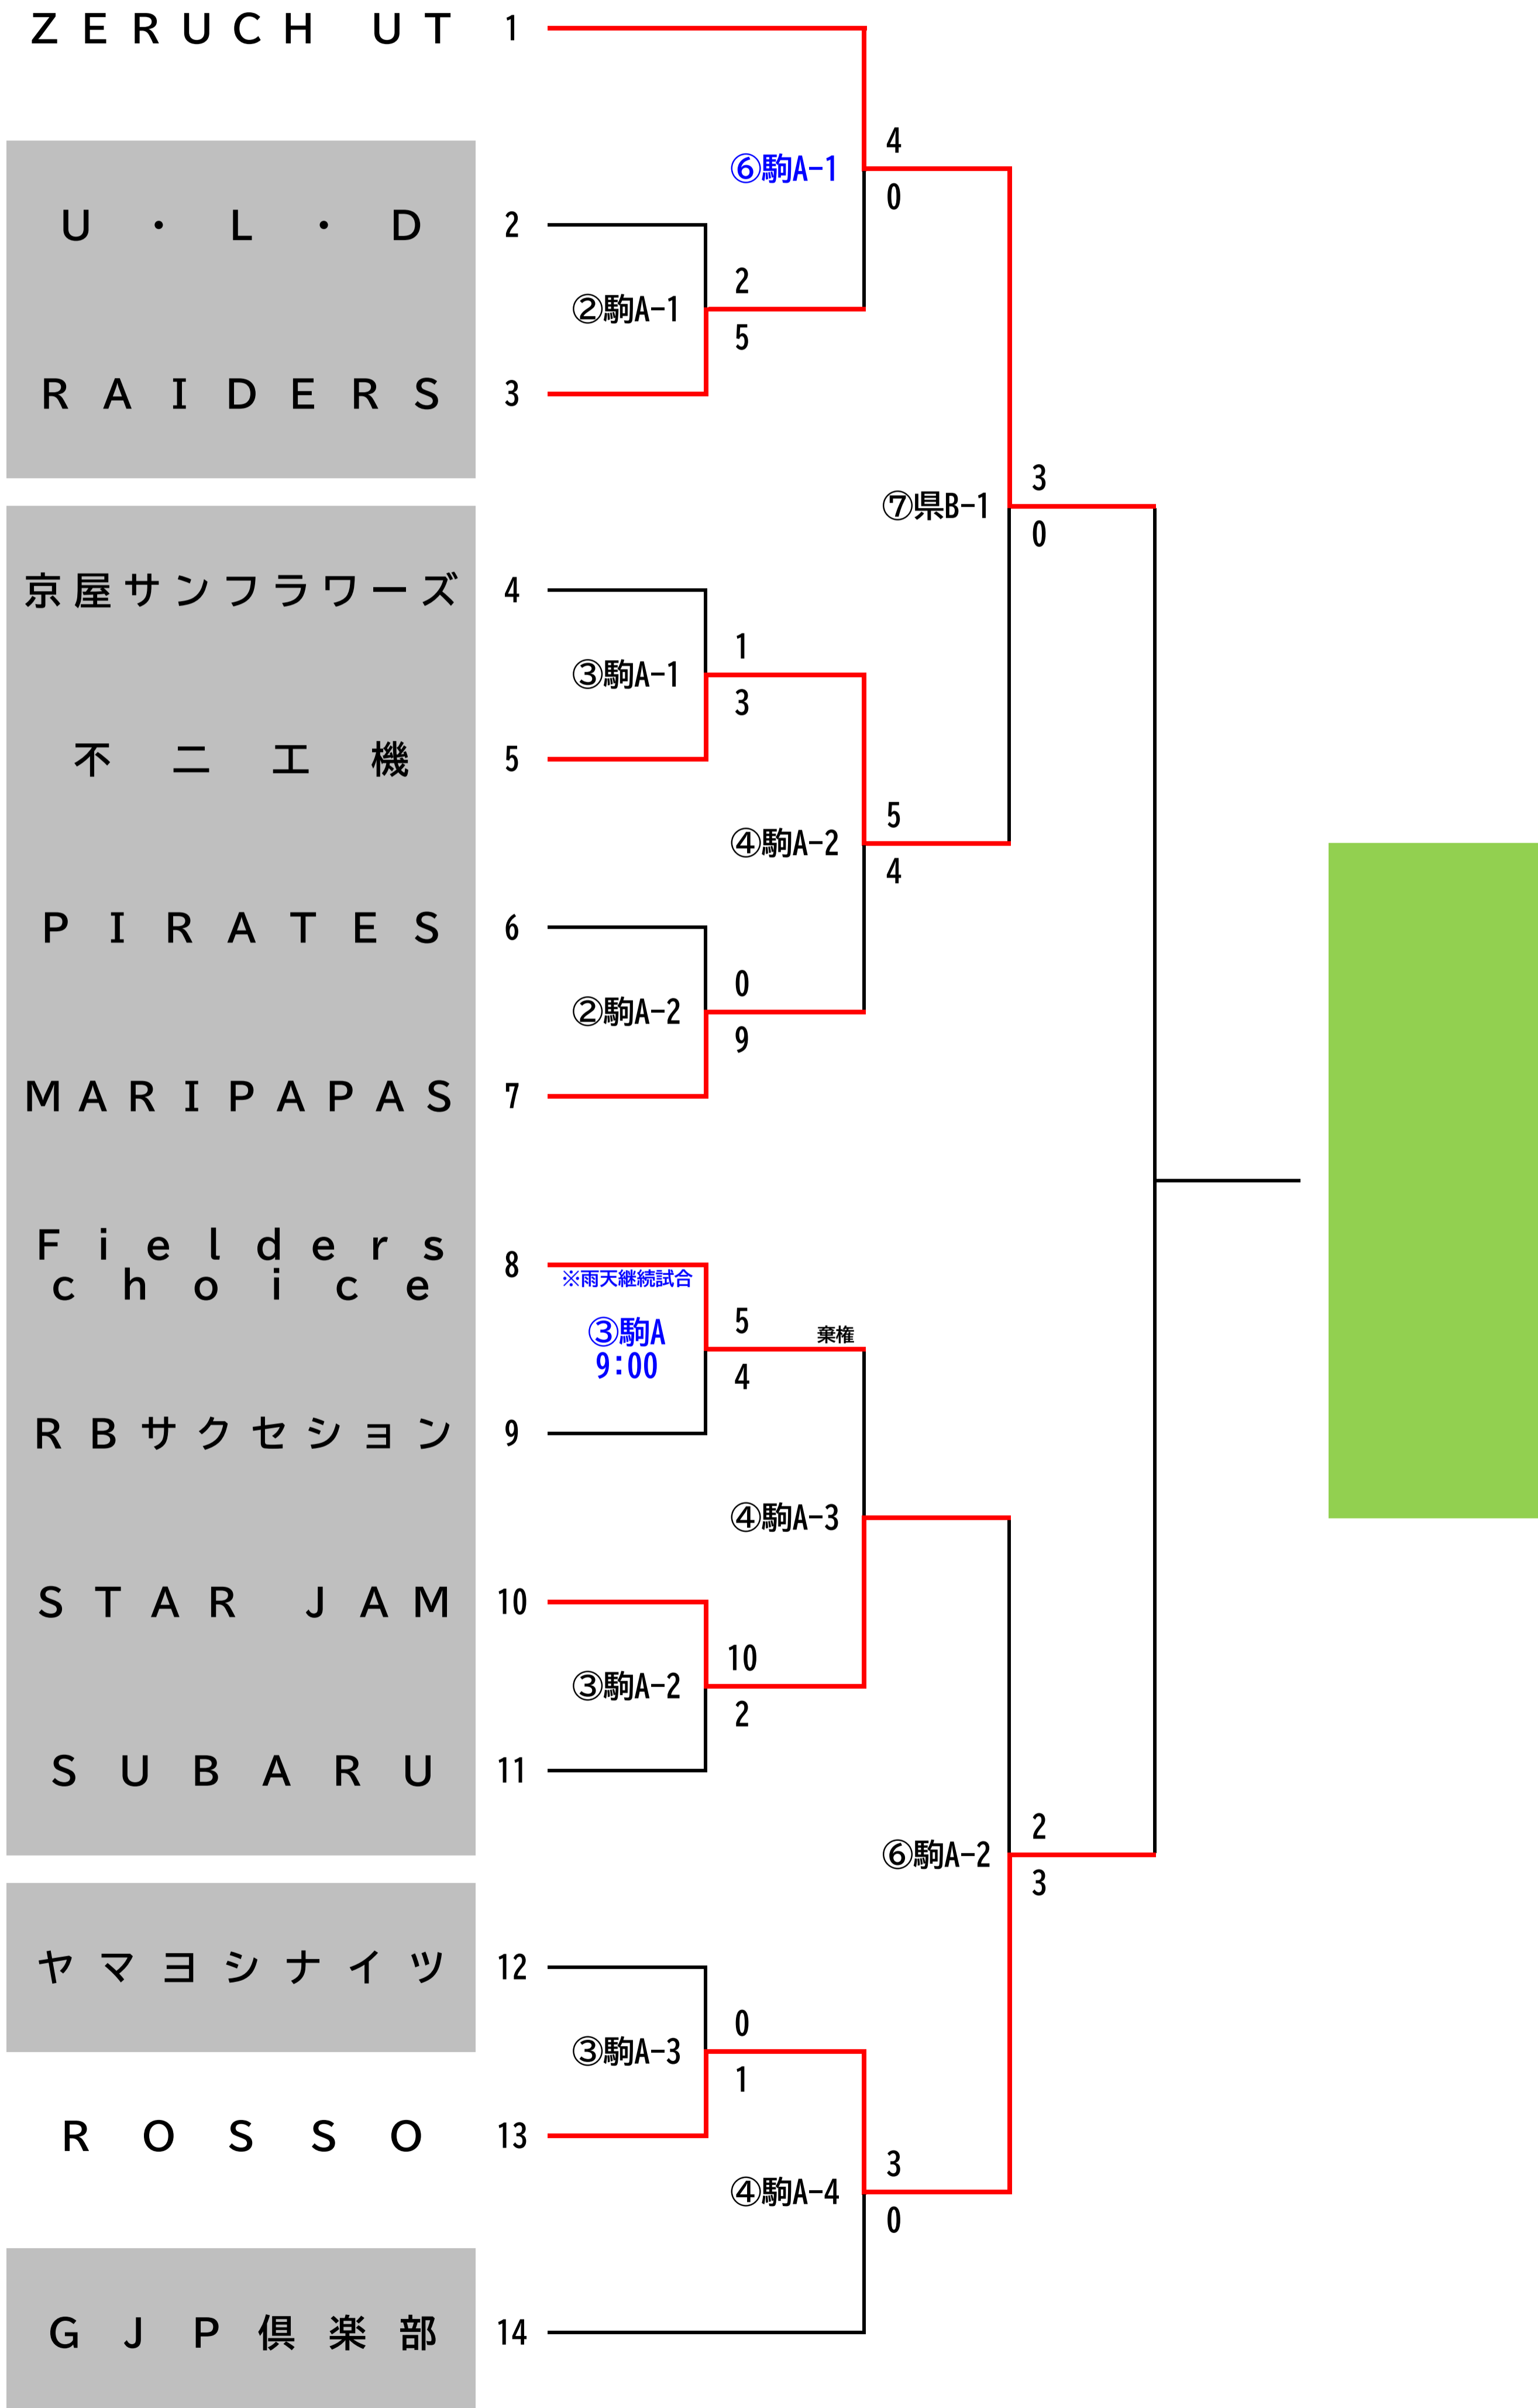 ZERUCH UT 1
4
⑥駒A-1
0
U・L・D 2
2
②駒A-1
5
RAIDERS 3
3
⑦県B-1
0
京屋サンフラワーズ 4
1
③駒A-1
3
不二工機 5
5
④駒A-2
4
PIRATES 6
0
②駒A-2
9
MARIPAPAS 7
Fielders
choice
8
※雨天継続試合
5
③駒A
9:00
棄権
4
RBサクセション 9
④駒A-3
STAR JAM 10
10
③駒A-2
2
SUBARU 11
2
⑥駒A-2
3
ヤマヨシナイツ 12
0
③駒A-3
1
ROSSO 13
3
④駒A-4
0
GJP倶楽部 14